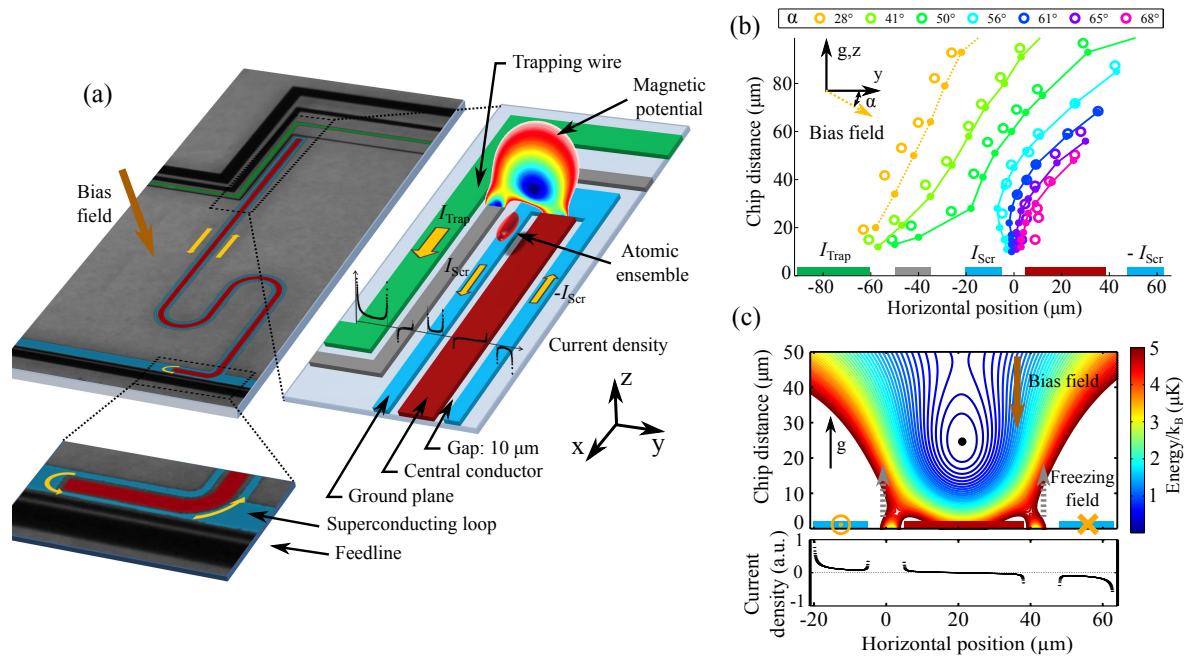 (a)
Bias
field
Trapping wire
Magnetic
potential
I_Trap
I_Scr
-I_Scr
Atomic
ensemble
Current density
z
x
y
Gap: 10 μm
Central conductor
Ground plane
Superconducting loop
Feedline
(b)
α 28° 41° 50° 56° 61° 65° 68°
g,z
y
α
Bias field
Chip distance (μm)
80
60
40
20
0
I_Trap
I_Scr
- I_Scr
-80 -60 -40 -20 0 20 40 60
Horizontal position (μm)
(c)
Chip distance (μm)
50
40
30
20
10
0
g
Bias field
Freezing
field
5
4
3
2
1
0
Energy/k_B (μK)
Current
density (a.u.)
1
0
-1
-20 0 20 40 60
Horizontal position (μm)